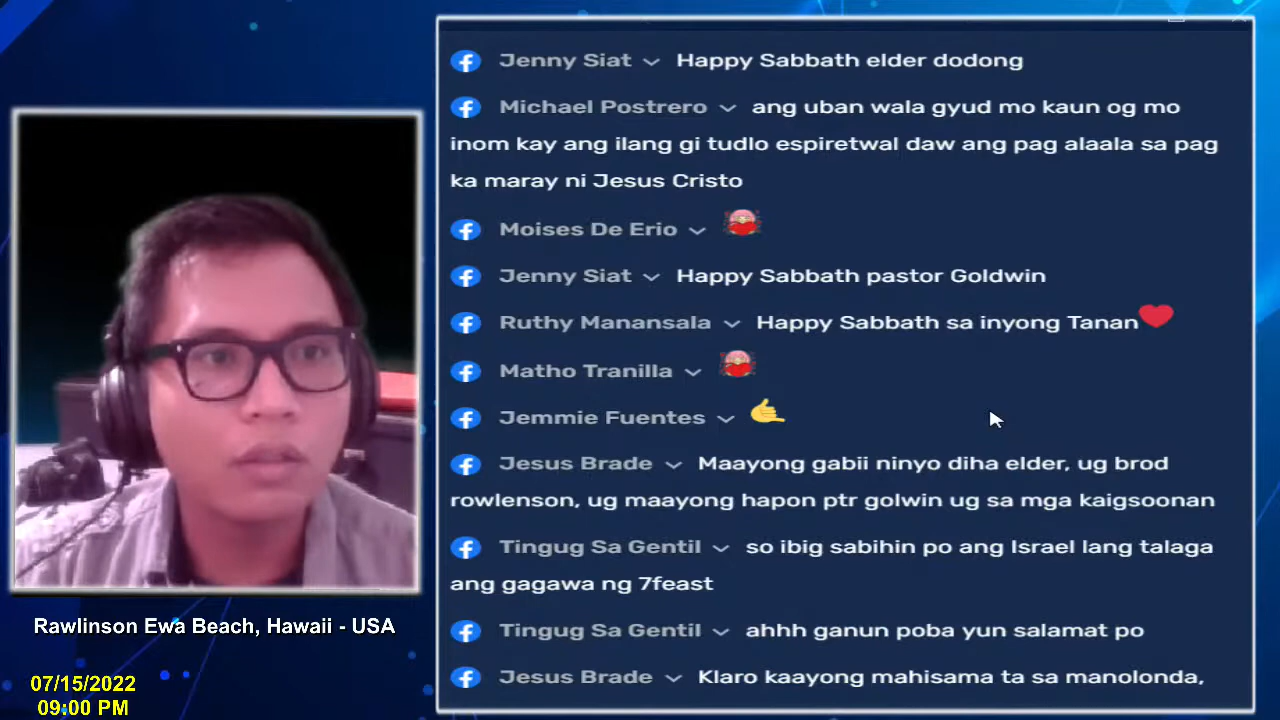 Jenny Siat Happy Sabbath elder dodong
Michael Postrero ang uban wala gyud mo kaun og mo
inom kay ang ilang gi tudlo espiretwal daw ang pag alaala sa pag
ka maray ni Jesus Cristo
Moises De Erio
Jenny Siat Happy Sabbath pastor Goldwin
Ruthy Manansala Happy Sabbath sa inyong Tanan❤️
Matho Tranilla
Jemmie Fuentes 🤙
Jesus Brade Maayong gabii ninyo diha elder, ug brod
rowlenson, ug maayong hapon ptr golwin ug sa mga kaigsoonan
Tingug Sa Gentil so ibig sabihin po ang Israel lang talaga
ang gagawa ng 7feast
Tingug Sa Gentil ahhh ganun poba yun salamat po
Jesus Brade Klaro kaayong mahisama ta sa manolonda,
Rawlinson Ewa Beach, Hawaii - USA
07/15/2022
09:00 PM